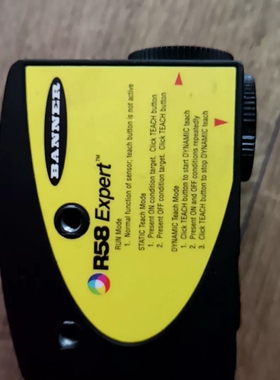 BANNER
R58 Expert™
RUN Mode
1. Normal function of sensor; teach button is not active
STATIC Teach Mode
1. Present ON condition target. Click TEACH button
2. Present OFF condition target. Click TEACH button
DYNAMIC Teach Mode
1. Click TEACH button to start DYNAMIC teach
2. Present ON and OFF conditions repeatedly
3. Click TEACH button to stop DYNAMIC teach